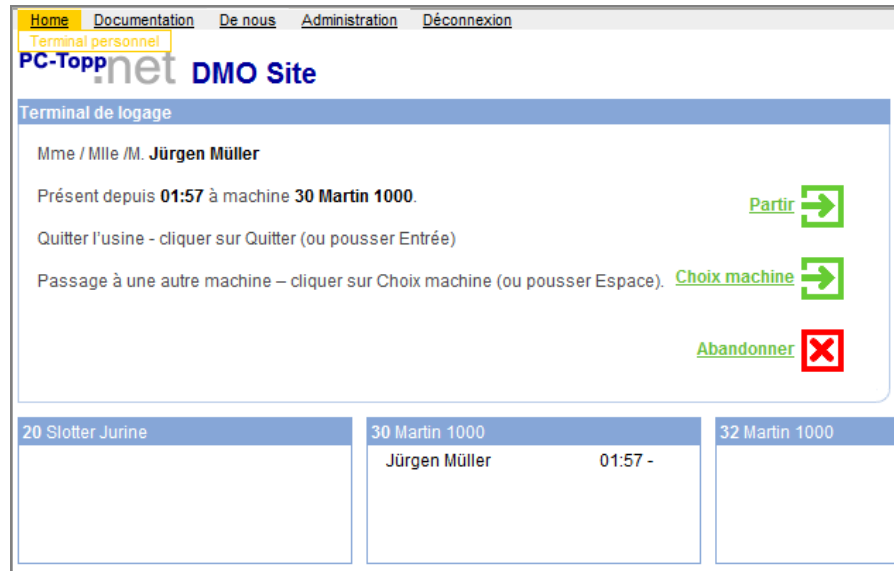 Home Documentation De nous Administration Déconnexion
Terminal personnel
PC-Topp.net DMO Site
Terminal de logage
Mme / Mlle /M. Jürgen Müller
Présent depuis 01:57 à machine 30 Martin 1000.
Partir
Quitter l'usine - cliquer sur Quitter (ou pousser Entrée)
Passage à une autre machine – cliquer sur Choix machine (ou pousser Espace).
Choix machine
Abandonner
20 Slotter Jurine
30 Martin 1000
32 Martin 1000
Jürgen Müller 01:57 -